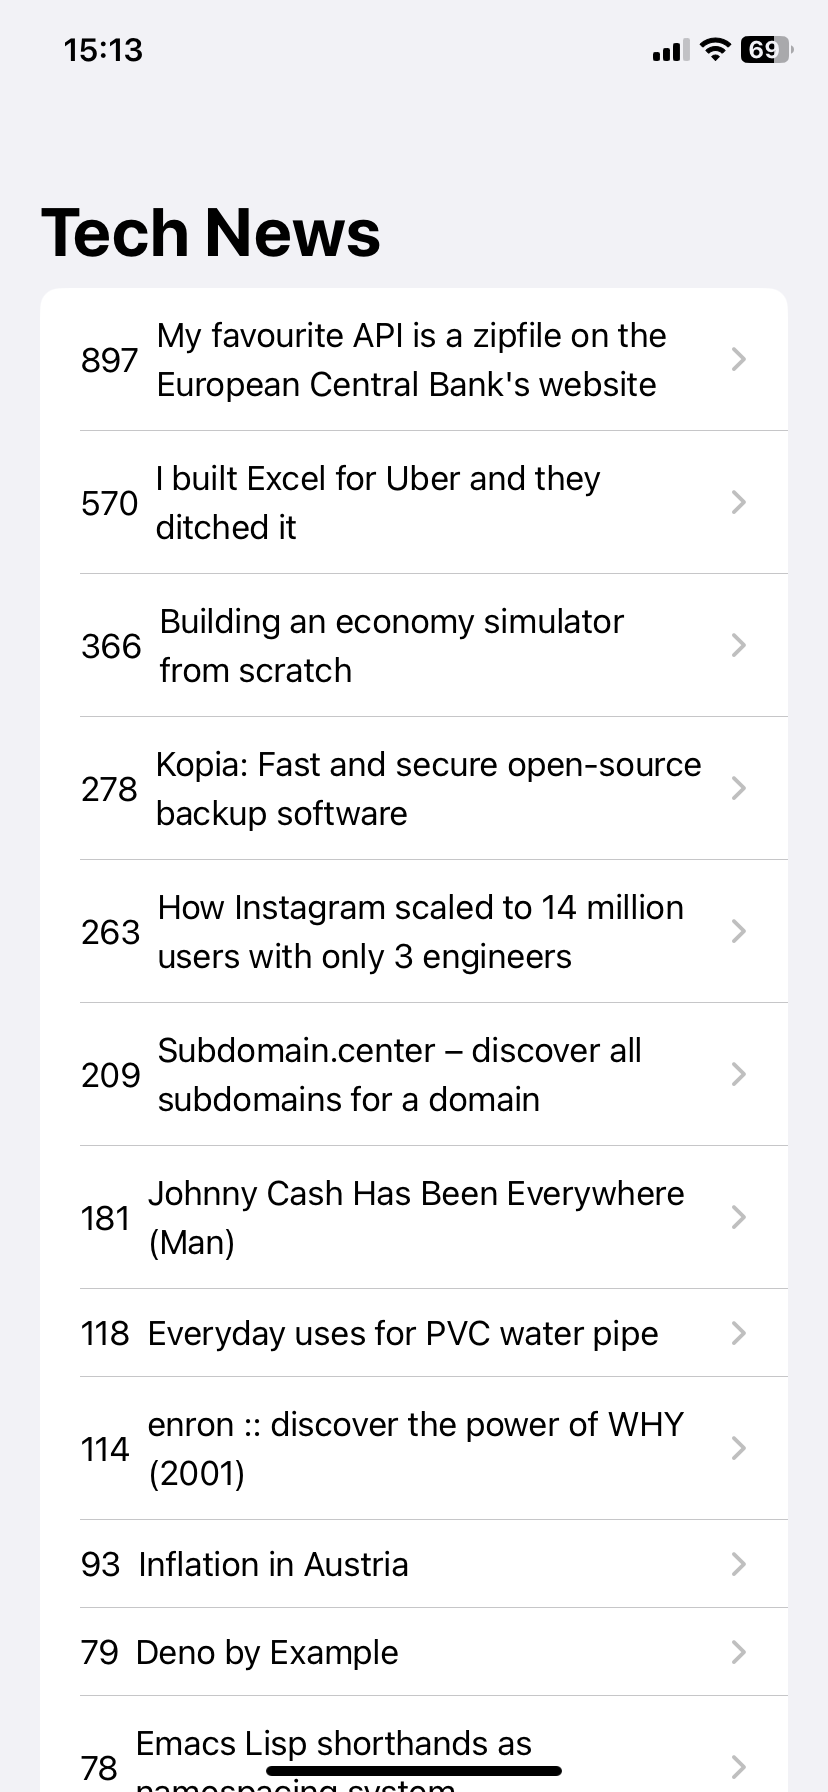 15:13
69
Tech News
897
My favourite API is a zipfile on the
European Central Bank's website
570
I built Excel for Uber and they
ditched it
366
Building an economy simulator
from scratch
278
Kopia: Fast and secure open-source
backup software
263
How Instagram scaled to 14 million
users with only 3 engineers
209
Subdomain.center – discover all
subdomains for a domain
181
Johnny Cash Has Been Everywhere
(Man)
118 Everyday uses for PVC water pipe
114
enron :: discover the power of WHY
(2001)
93 Inflation in Austria
79 Deno by Example
78
Emacs Lisp shorthands as
namespacing system